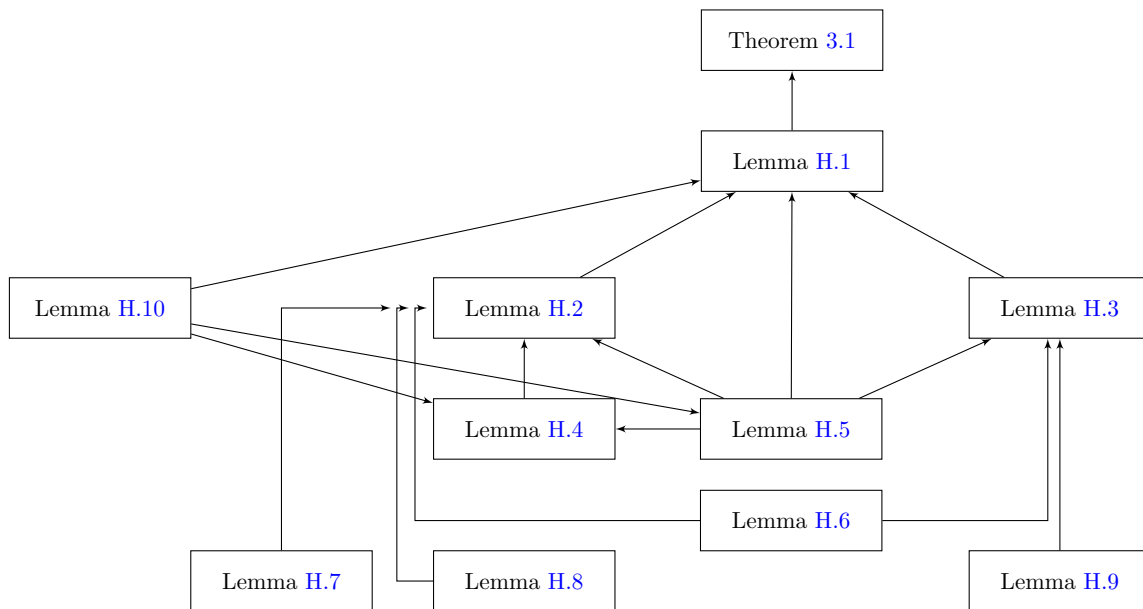 Theorem 3.1
Lemma H.1
Lemma H.10
Lemma H.2
Lemma H.3
Lemma H.4
Lemma H.5
Lemma H.6
Lemma H.7
Lemma H.8
Lemma H.9